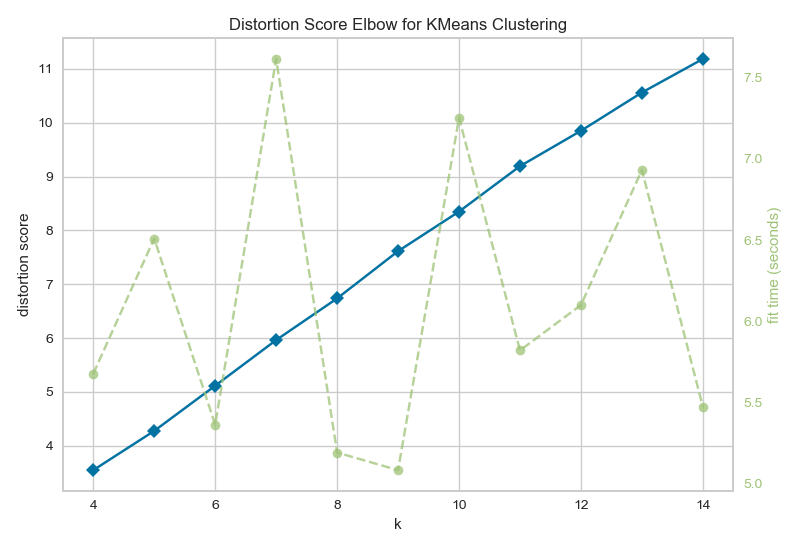 Distortion Score Elbow for KMeans Clustering
distortion score
11
10
9
8
7
6
5
4
7.5
7.0
6.5
6.0
5.5
5.0
fit time (seconds)
4 6 8 10 12 14
k